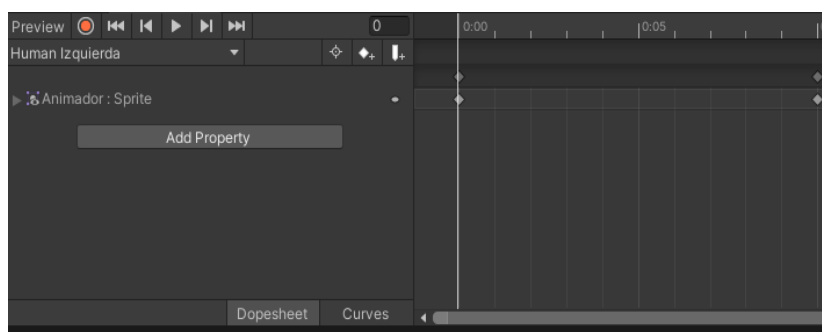 Preview 0 0:00 0:05
Human Izquierda
Animador : Sprite
Add Property
Dopesheet Curves